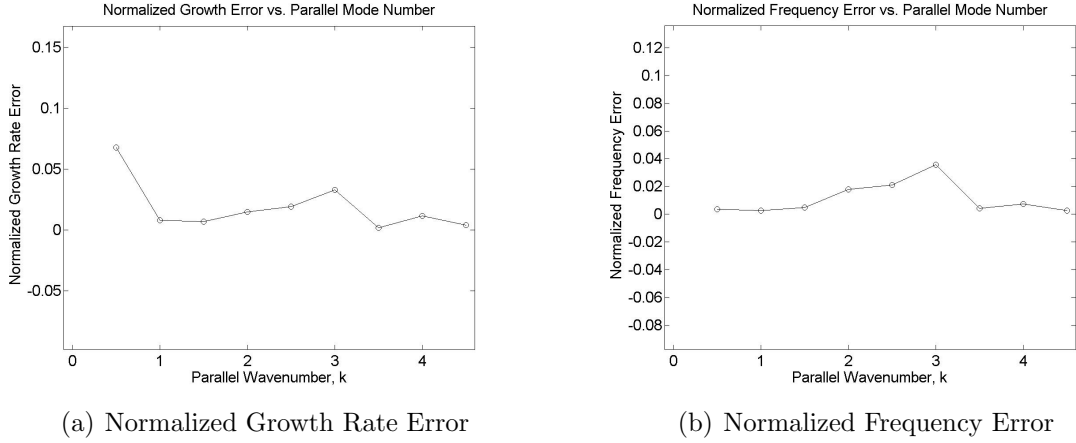 Normalized Growth Error vs. Parallel Mode Number
Normalized Growth Rate Error
0.15
0.1
0.05
0
-0.05
0 1 2 3 4
Parallel Wavenumber, k
(a) Normalized Growth Rate Error
Normalized Frequency Error vs. Parallel Mode Number
Normalized Frequency Error
0.12
0.1
0.08
0.06
0.04
0.02
0
-0.02
-0.04
-0.06
-0.08
0 1 2 3 4
Parallel Wavenumber, k
(b) Normalized Frequency Error